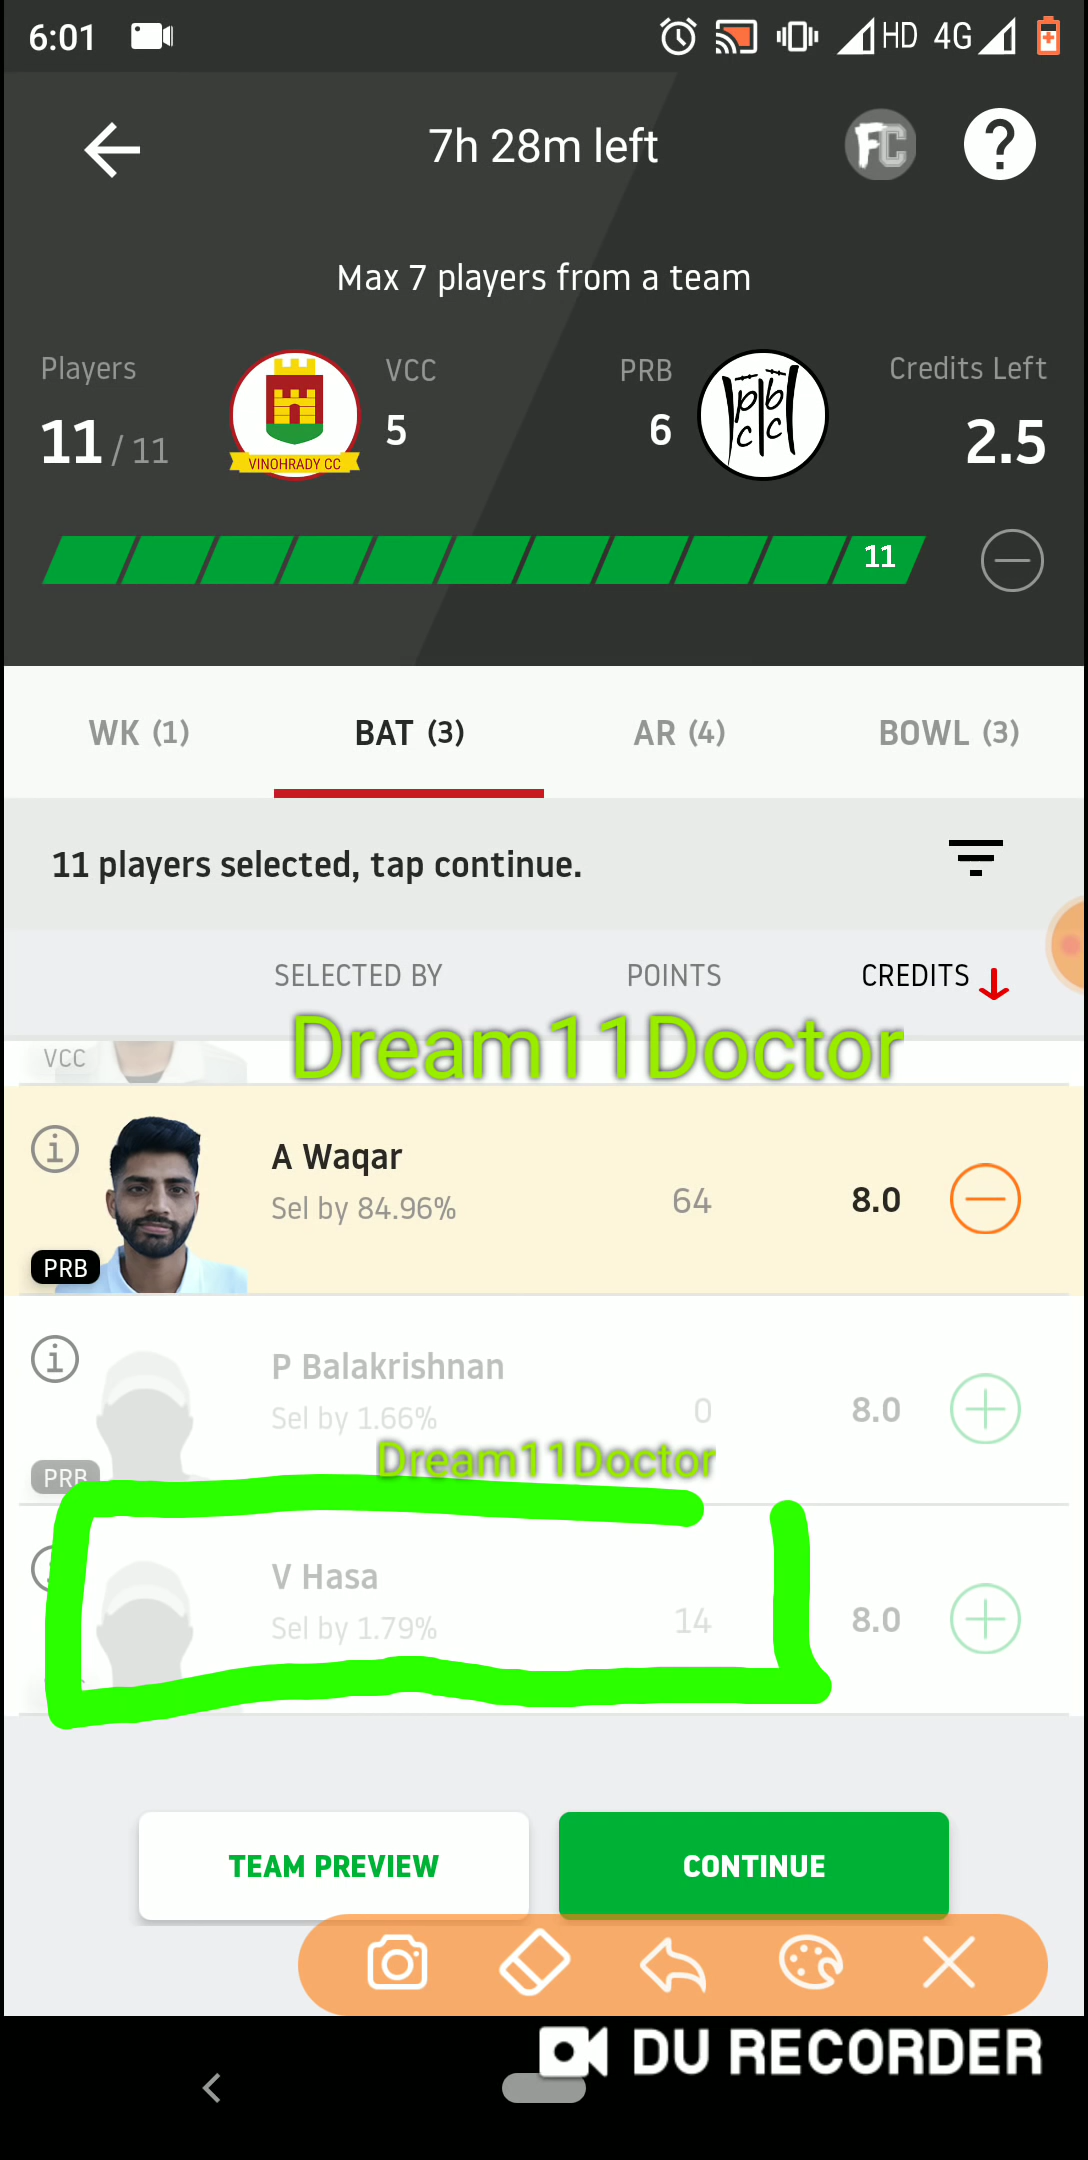 6:01
HD 4G
7h 28m left
FC
?
Max 7 players from a team
Players VCC PRB Credits Left
11 / 11 5 6 2.5
VINOHRADY CC
pb
cc
11
WK (1) BAT (3) AR (4) BOWL (3)
11 players selected, tap continue.
SELECTED BY POINTS CREDITS
Dream11Doctor
VCC
A Waqar
Sel by 84.96% 64 8.0
PRB
P Balakrishnan
Sel by 1.66% 0 8.0
Dream11Doctor
PRB
V Hasa
Sel by 1.79% 14 8.0
TEAM PREVIEW CONTINUE
DU RECORDER